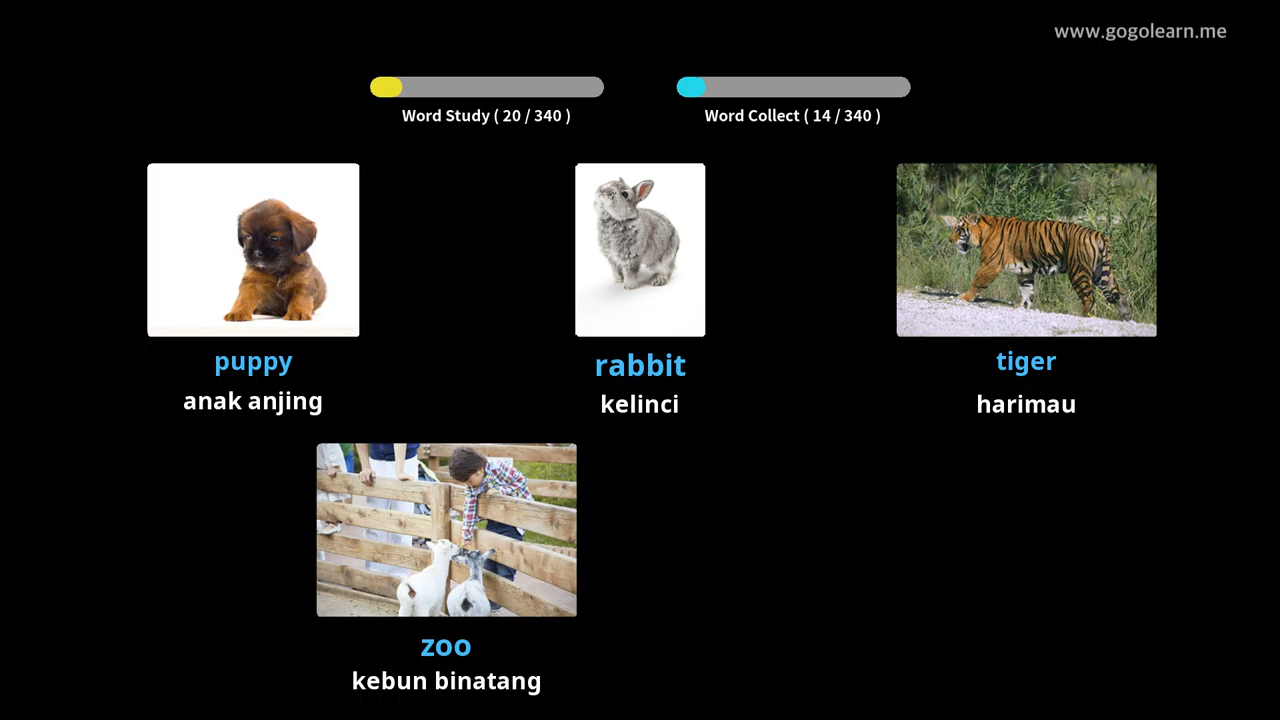 www.gogolearn.me
Word Study ( 20 / 340 )
Word Collect ( 14 / 340 )
puppy
anak anjing
rabbit
kelinci
tiger
harimau
zoo
kebun binatang